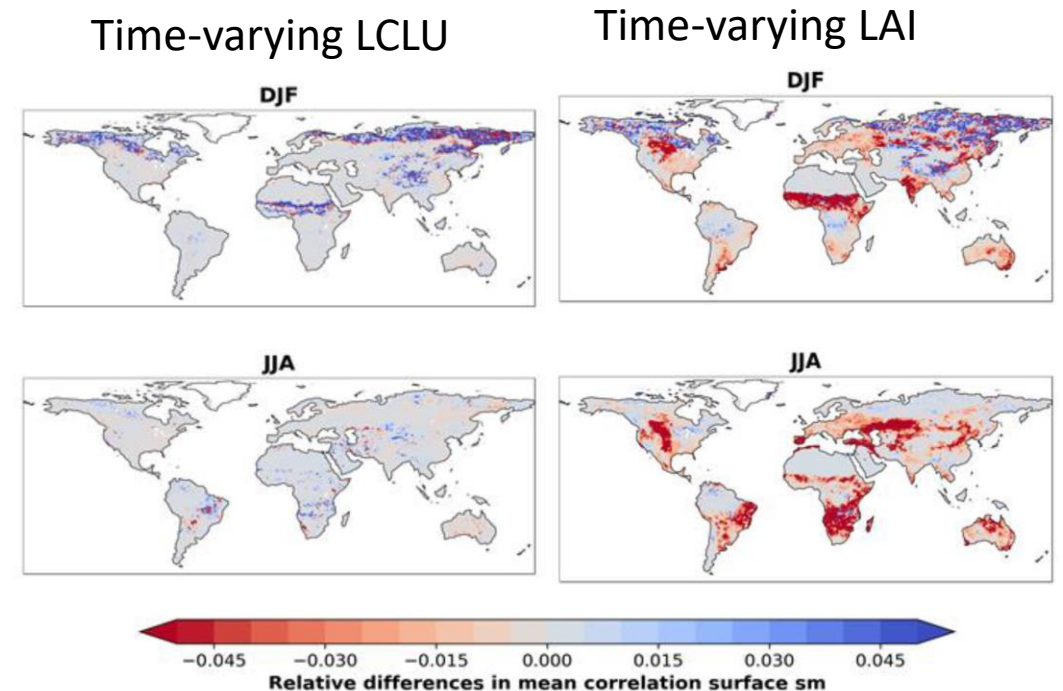 Time-varying LCLU
Time-varying LAI
DJF
DJF
JJA
JJA
−0.045 −0.030 −0.015 0.000 0.015 0.030 0.045
Relative differences in mean correlation surface sm